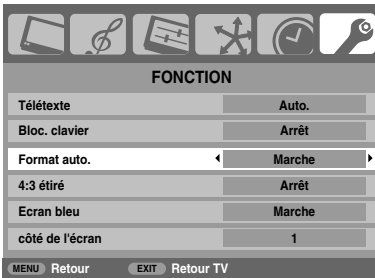 FONCTION
Télétexte Auto.
Bloc. clavier Arrêt
Format auto. Marche
4:3 étiré Arrêt
Ecran bleu Marche
côté de l'écran 1
MENU Retour EXIT Retour TV